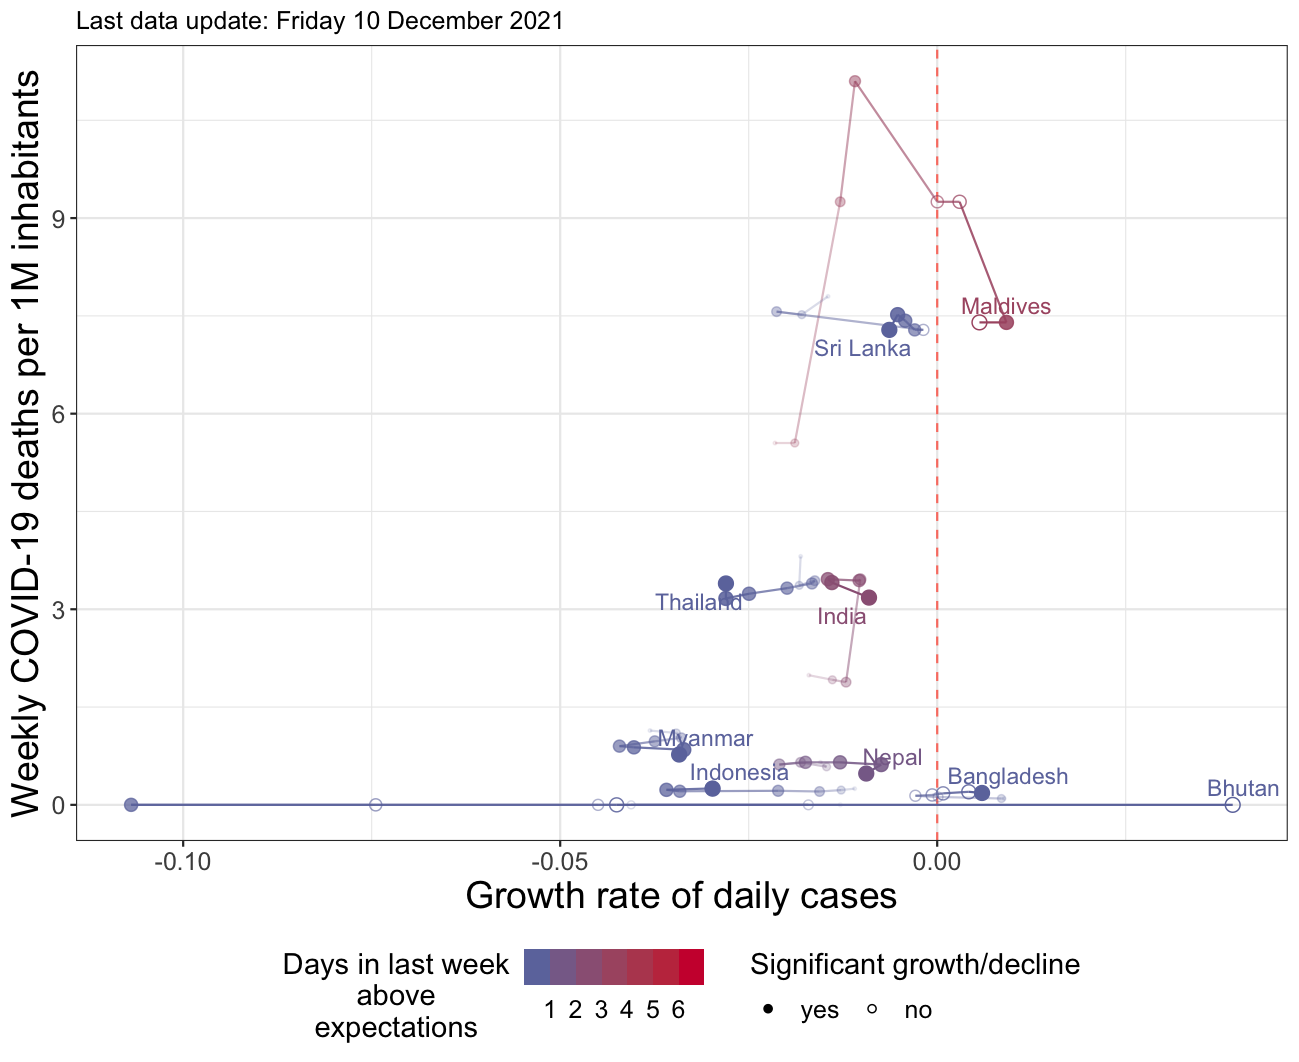 Last data update: Friday 10 December 2021
Weekly COVID-19 deaths per 1M inhabitants
9
6
3
0
Maldives
Sri Lanka
Thailand
India
Myanmar
Nepal
Indonesia
Bangladesh
Bhutan
-0.10
-0.05
0.00
Growth rate of daily cases
Days in last week
above
expectations
1 2 3 4 5 6
Significant growth/decline
yes no